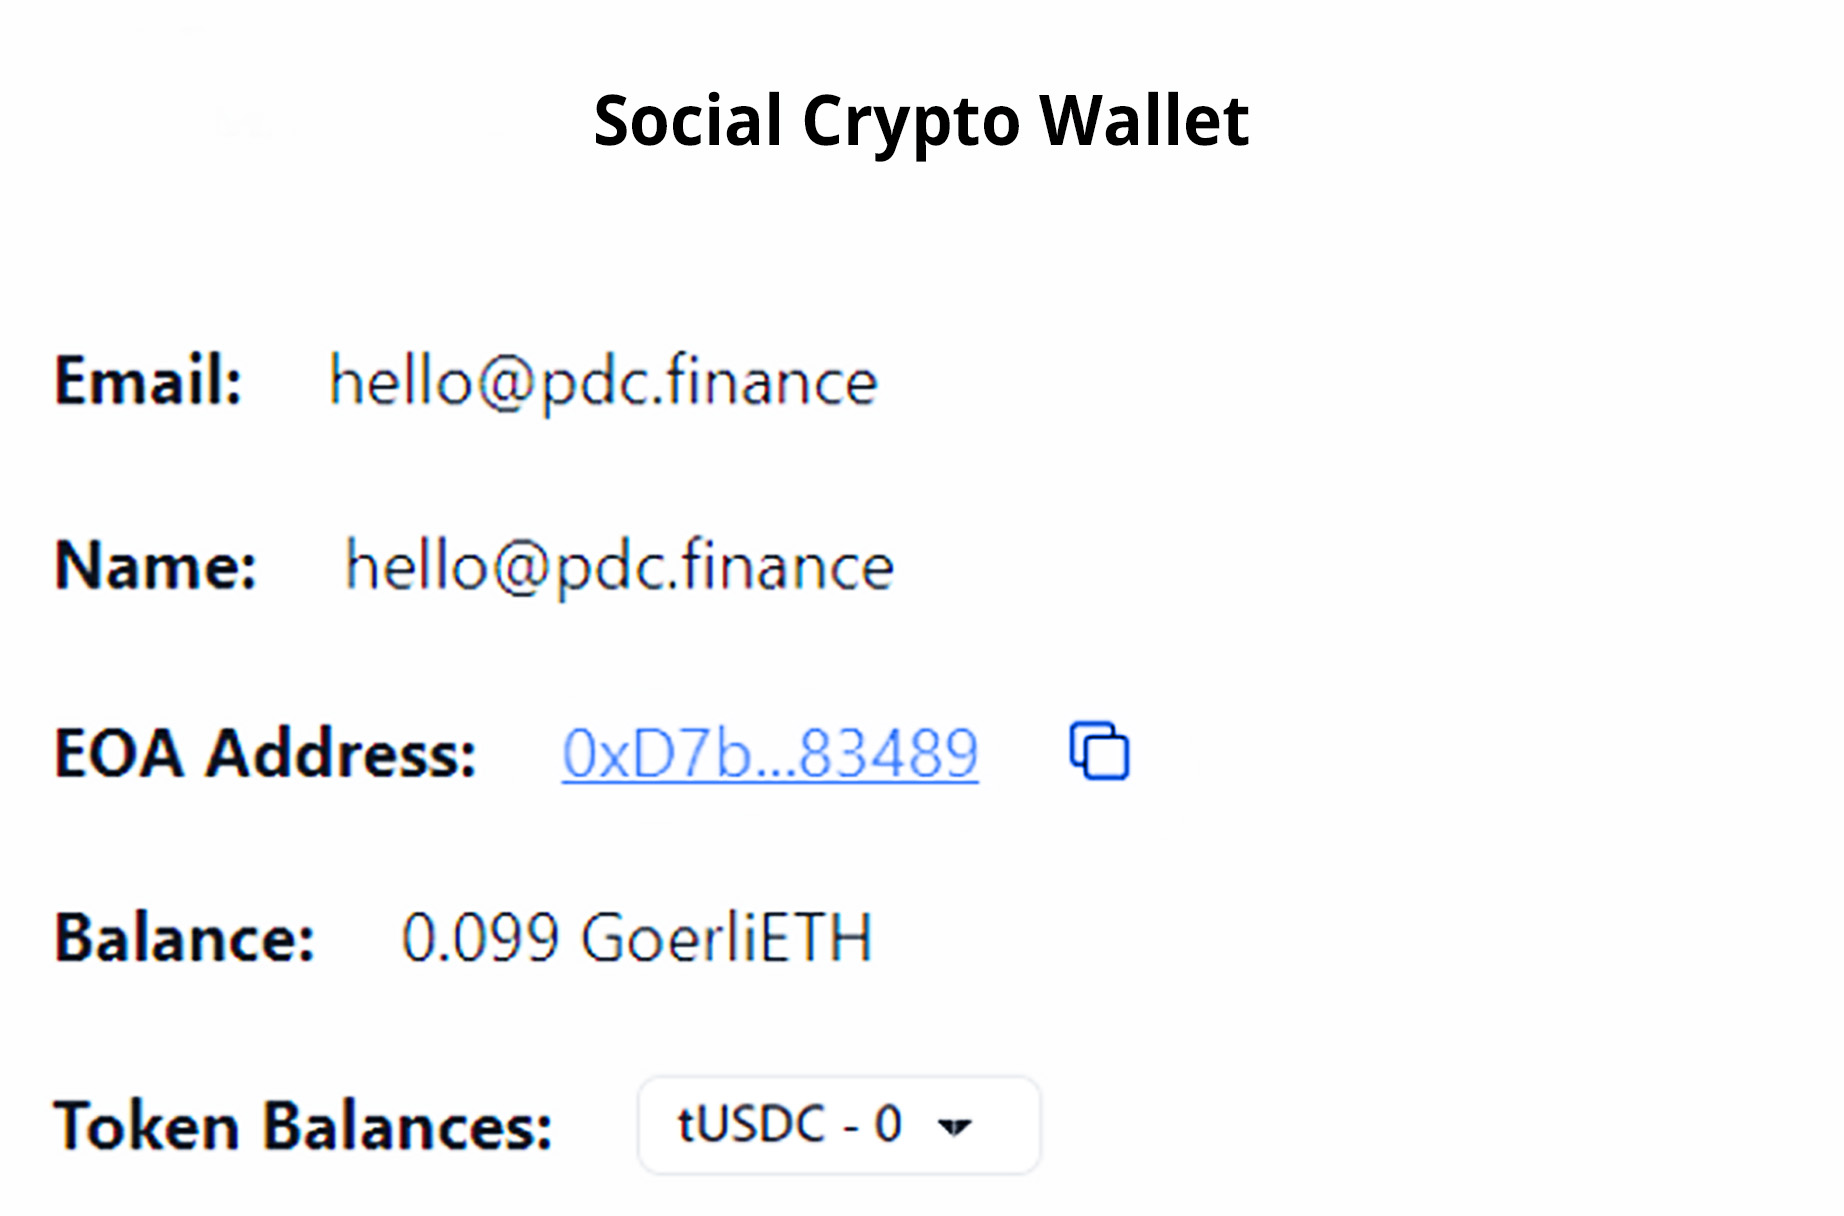 Social Crypto Wallet
Email: hello@pdc.finance
Name: hello@pdc.finance
EOA Address: 0xD7b...83489
Balance: 0.099 GoerliETH
Token Balances: tUSDC - 0